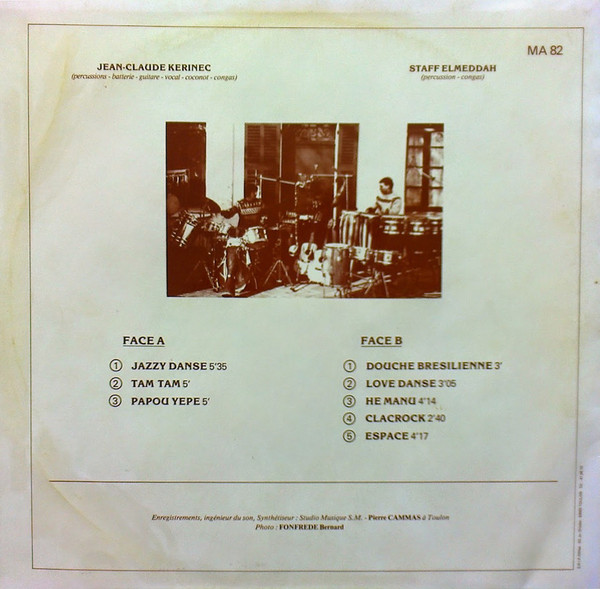 MA 82
JEAN-CLAUDE KERINEC
(percussions - batterie - guitare - vocal - coconot - congas)
STAFF ELMEDDAH
(percussion - congas)
FACE A
1 JAZZY DANSE 5'35
2 TAM TAM 5'
3 PAPOU YEPE 5'
FACE B
1 DOUCHE BRESILIENNE 3'
2 LOVE DANSE 3'05
3 HE MANU 4'14
4 CLACROCK 2'40
5 ESPACE 4'17
Enregistrements, ingénieur du son, Synthétiseur : Studio Musique S.M. - Pierre CAMMAS à Toulon
Photo : FONFREDE Bernard